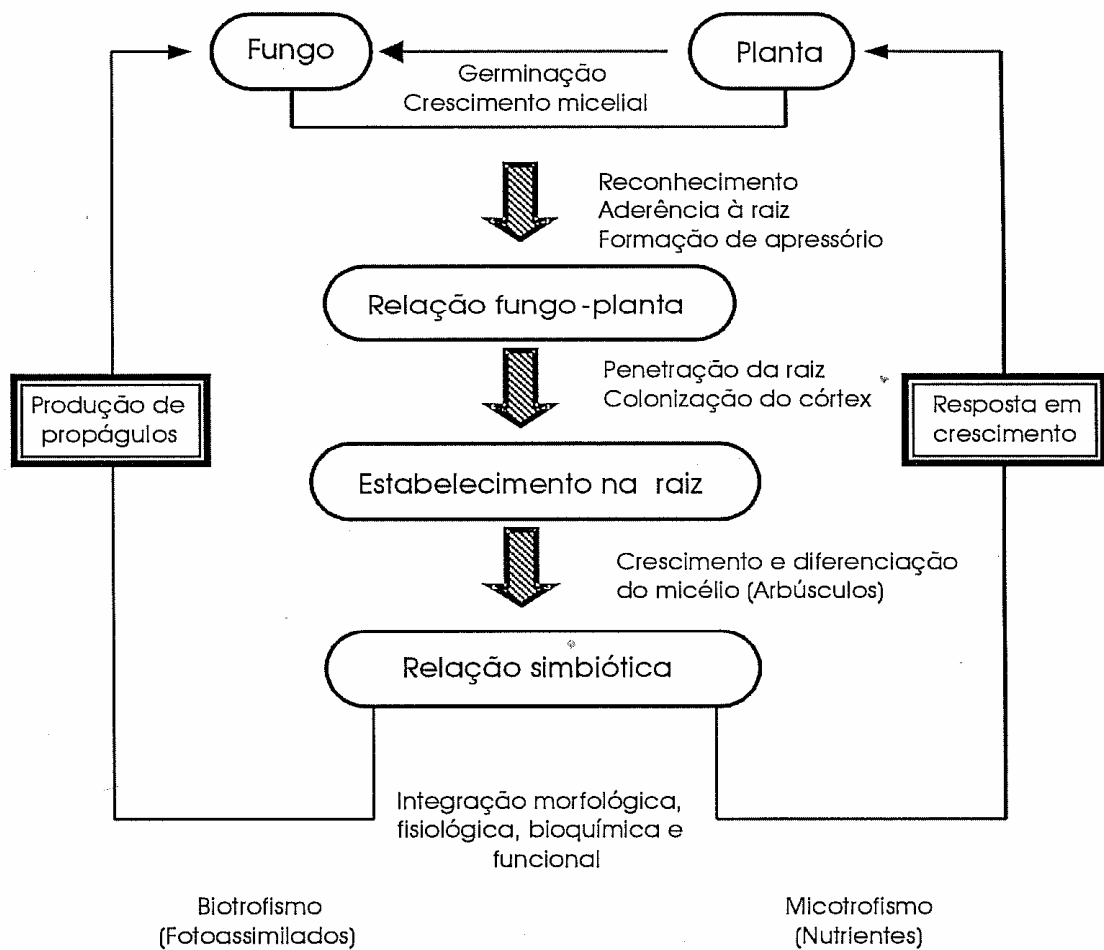 Fungo
Planta
Germinação
Crescimento micelial
Reconhecimento
Aderência à raiz
Formação de apressório
Relação fungo-planta
Penetração da raiz
Colonização do córtex
Produção de
propágulos
Resposta em
crescimento
Estabelecimento na raiz
Crescimento e diferenciação
do micélio (Arbúsculos)
Relação simbiótica
Integração morfológica,
fisiológica, bioquímica e
funcional
Biotrofismo
(Fotoassimilados)
Micotrofismo
(Nutrientes)